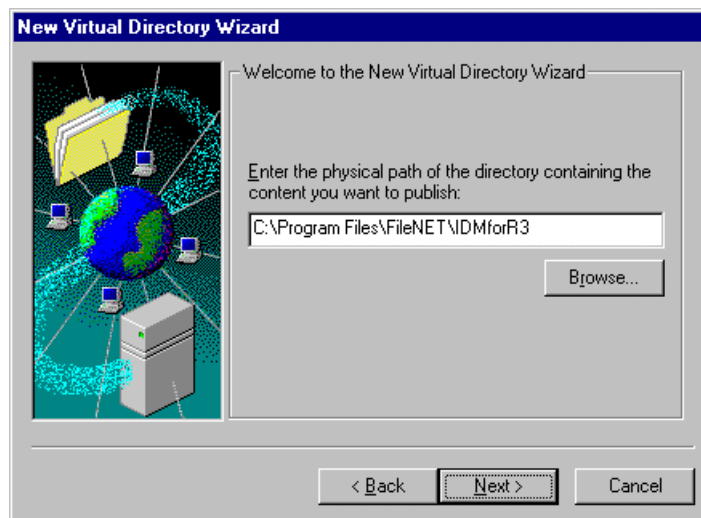 New Virtual Directory Wizard
Welcome to the New Virtual Directory Wizard
Enter the physical path of the directory containing the
content you want to publish:
C:\Program Files\FileNET\IDMforR3
Browse...
< Back
Next >
Cancel